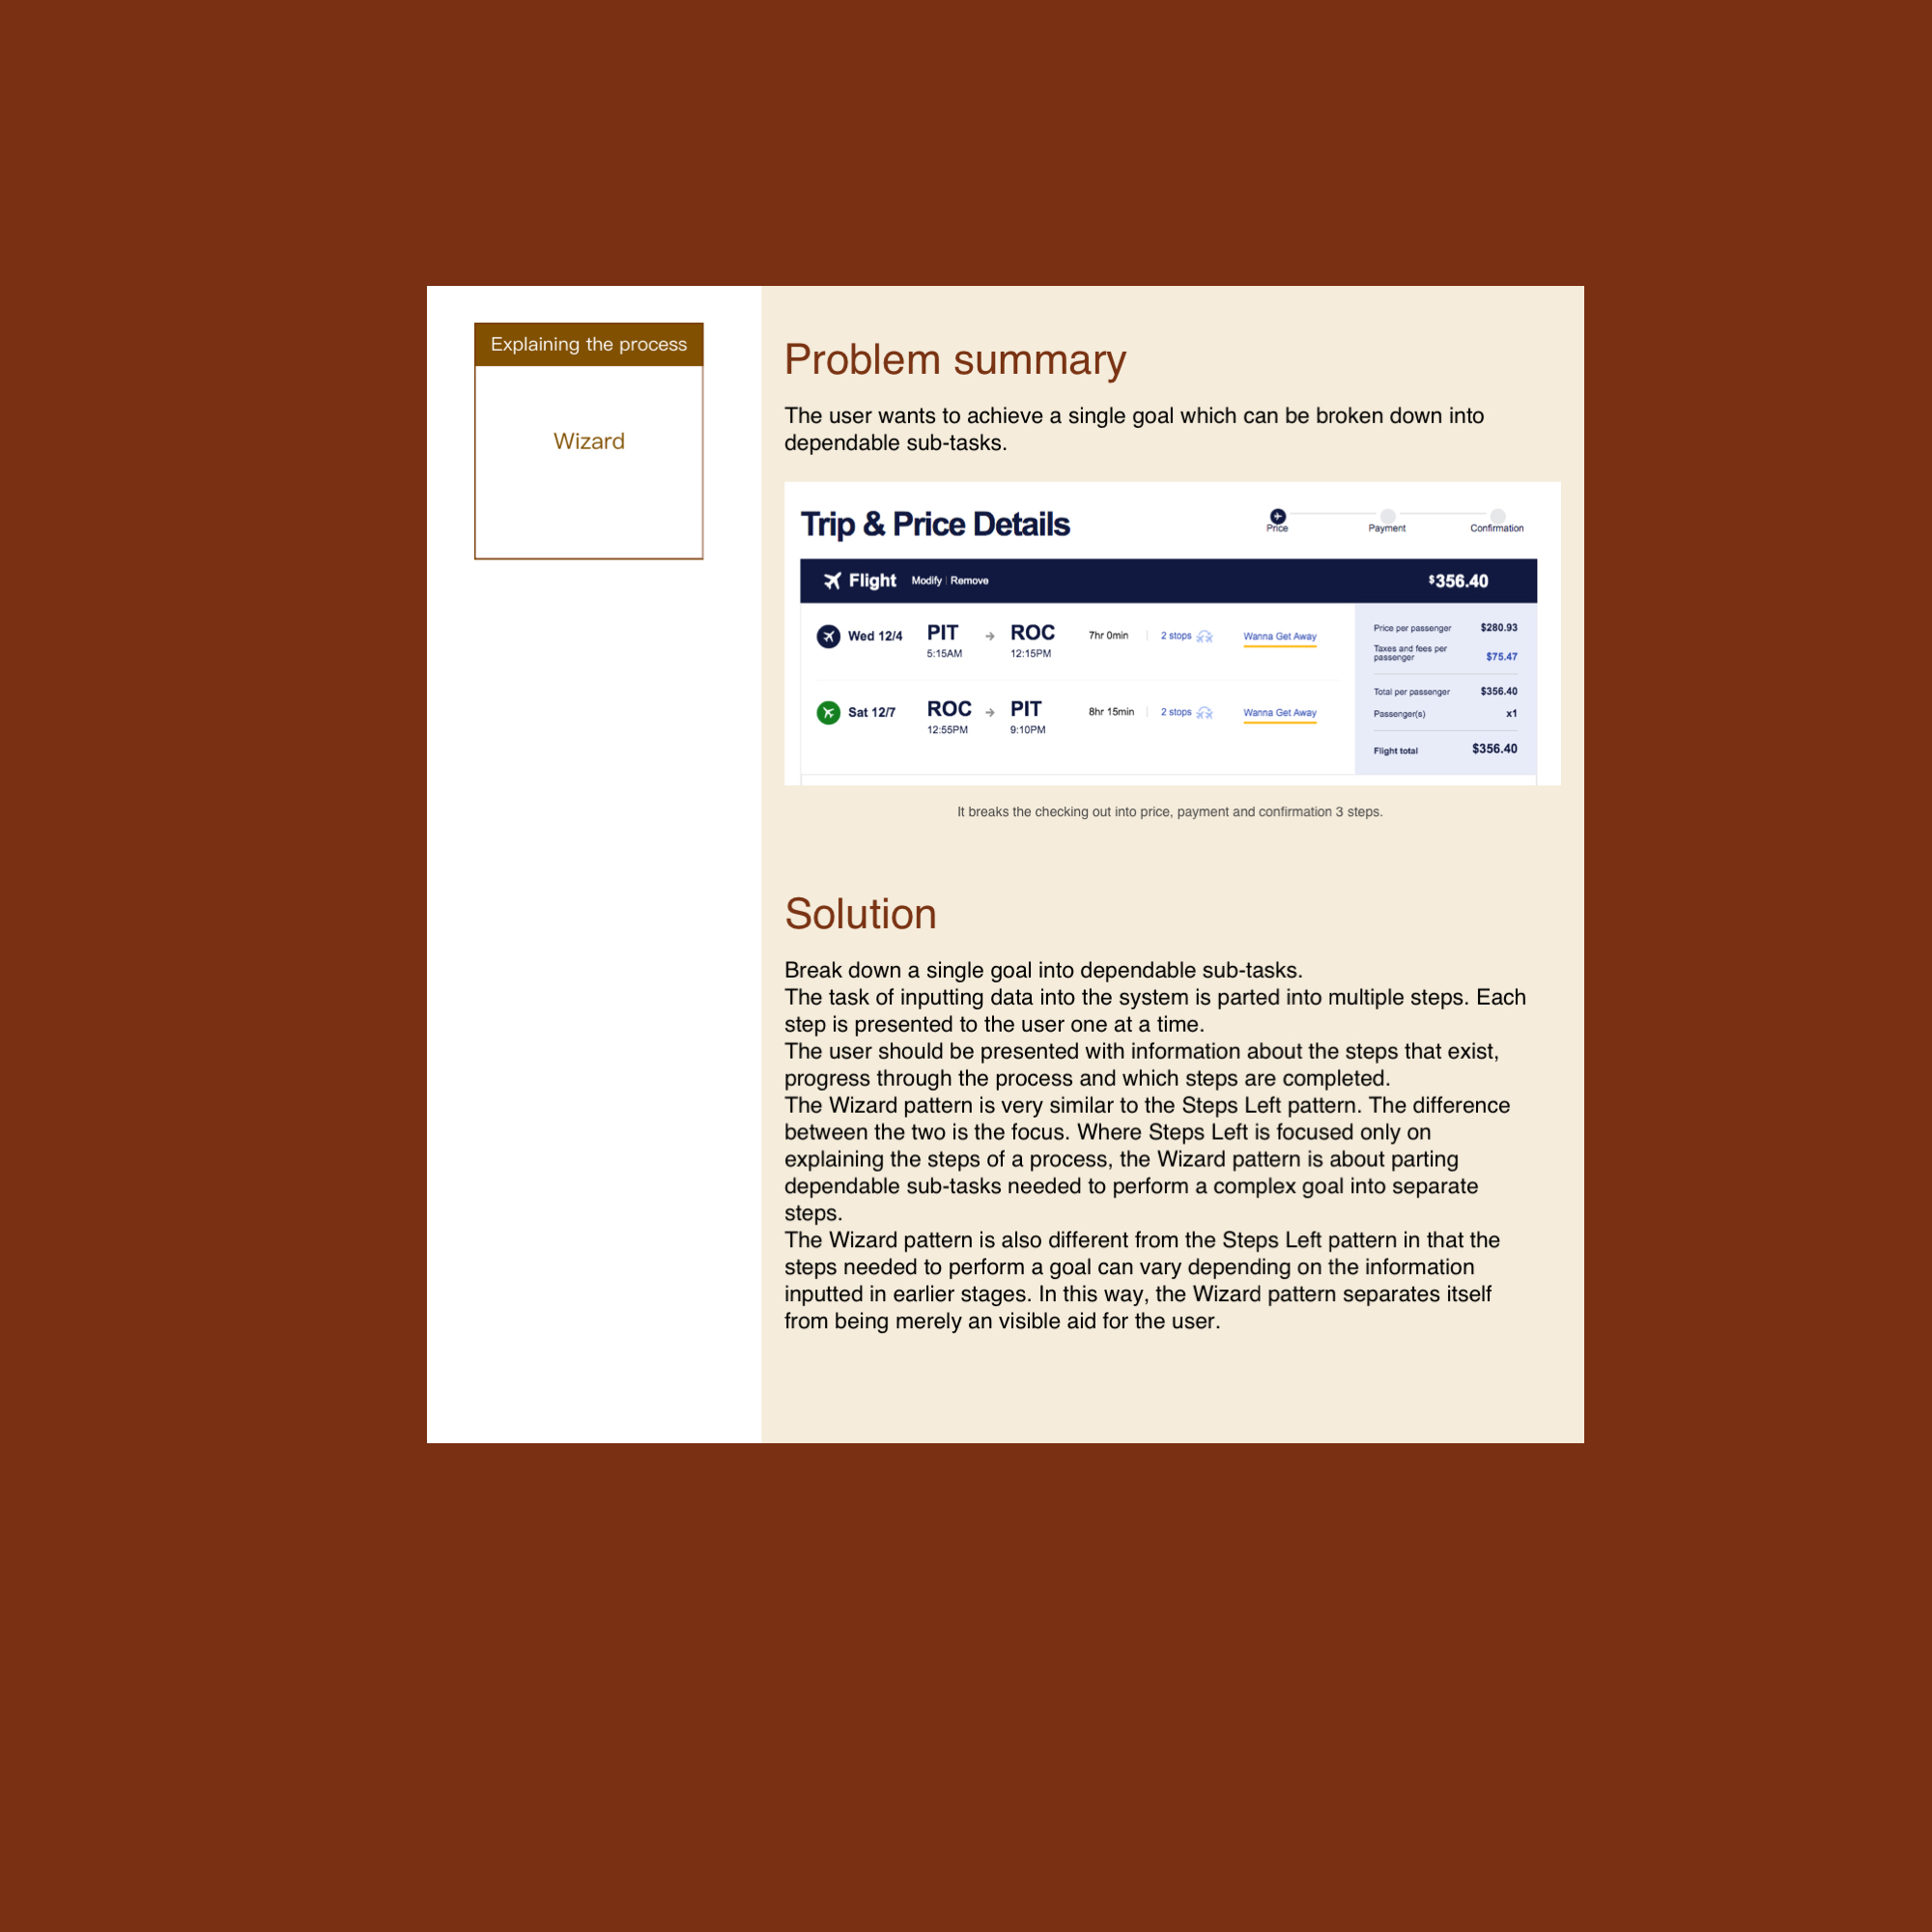 Explaining the process
Wizard
Problem summary
The user wants to achieve a single goal which can be broken down into
dependable sub-tasks.
Trip & Price Details
Price Payment Confirmation
Flight Modify | Remove $356.40
Wed 12/4 PIT → ROC 7hr 0min | 2 stops Wanna Get Away
5:15AM 12:15PM
Sat 12/7 ROC → PIT 8hr 15min | 2 stops Wanna Get Away
12:55PM 9:10PM
Price per passenger $280.93
Taxes and fees per
passenger $75.47
Total per passenger $356.40
Passenger(s) x1
Flight total $356.40
It breaks the checking out into price, payment and confirmation 3 steps.
Solution
Break down a single goal into dependable sub-tasks.
The task of inputting data into the system is parted into multiple steps. Each
step is presented to the user one at a time.
The user should be presented with information about the steps that exist,
progress through the process and which steps are completed.
The Wizard pattern is very similar to the Steps Left pattern. The difference
between the two is the focus. Where Steps Left is focused only on
explaining the steps of a process, the Wizard pattern is about parting
dependable sub-tasks needed to perform a complex goal into separate
steps.
The Wizard pattern is also different from the Steps Left pattern in that the
steps needed to perform a goal can vary depending on the information
inputted in earlier stages. In this way, the Wizard pattern separates itself
from being merely an visible aid for the user.